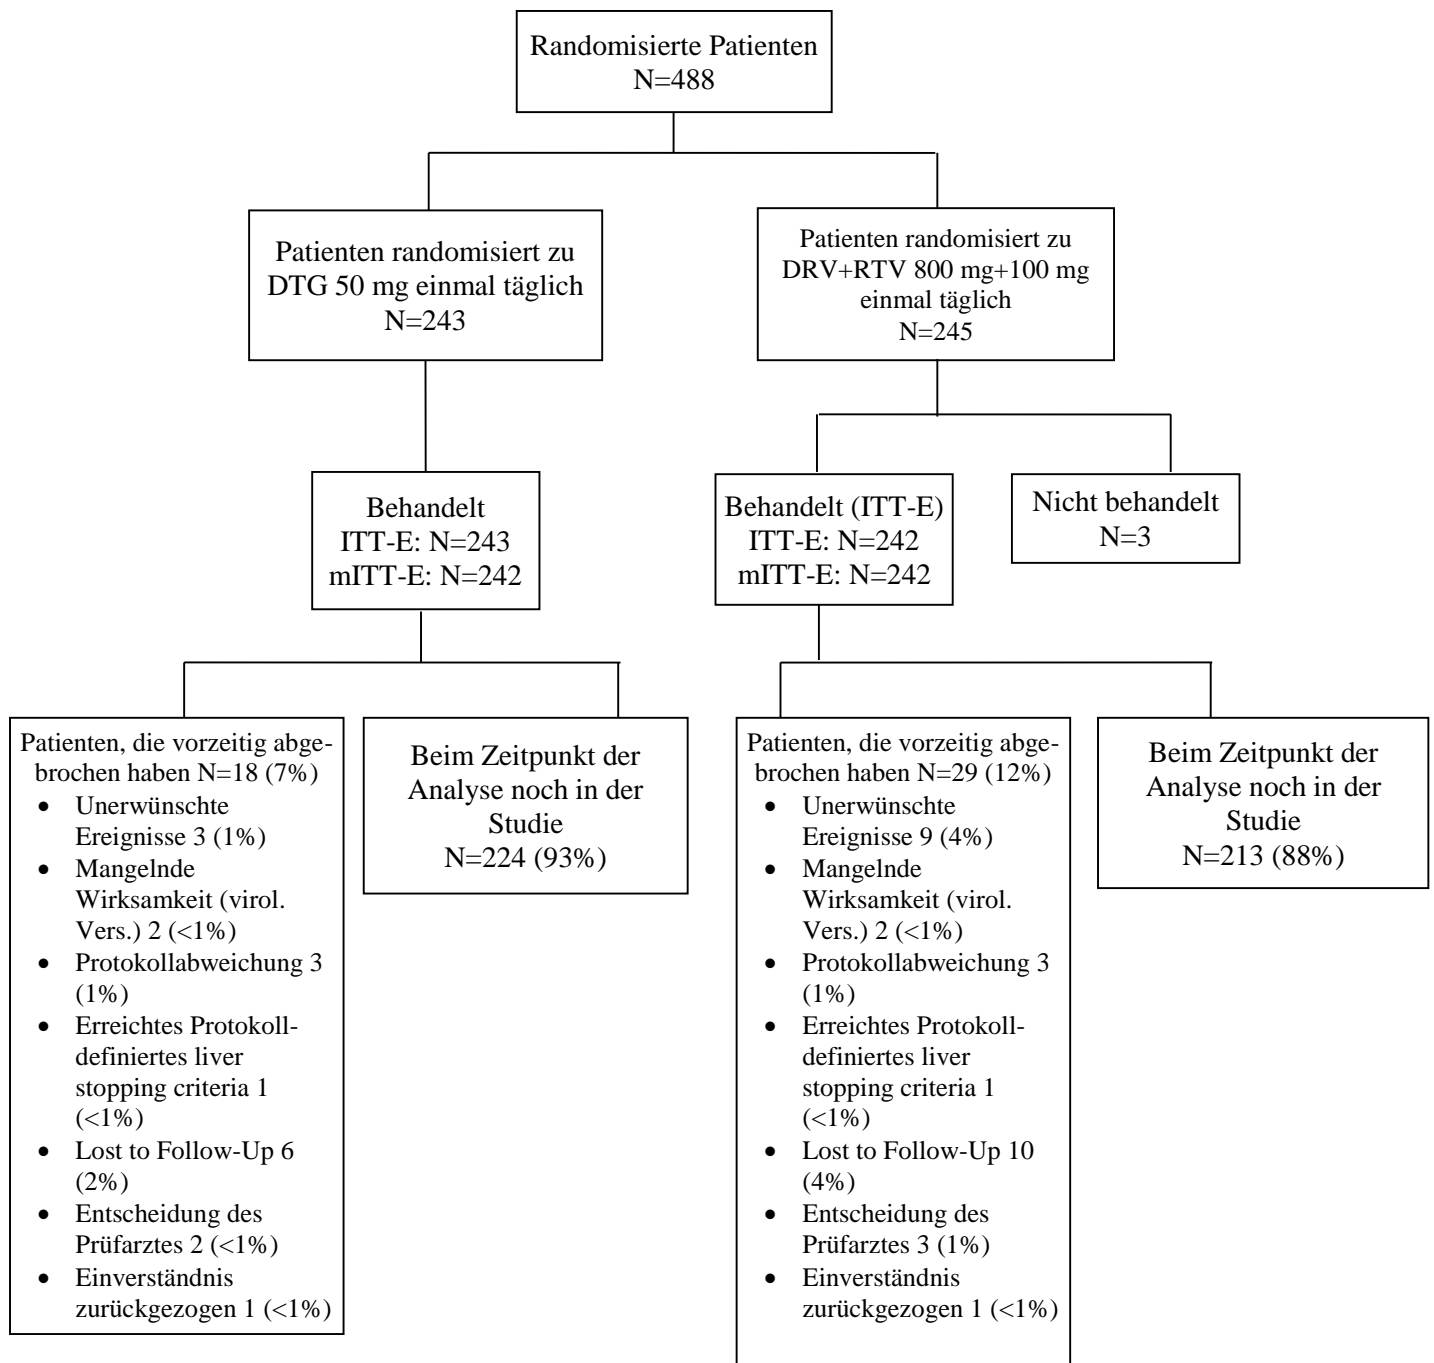 Randomisierte Patienten
N=488
Patienten randomisiert zu
DTG 50 mg einmal täglich
N=243
Patienten randomisiert zu
DRV+RTV 800 mg+100 mg
einmal täglich
N=245
Behandelt
ITT-E: N=243
mITT-E: N=242
Behandelt (ITT-E)
ITT-E: N=242
mITT-E: N=242
Nicht behandelt
N=3
Patienten, die vorzeitig abge-
brochen haben N=18 (7%)
• Unerwünschte
Ereignisse 3 (1%)
• Mangelnde
Wirksamkeit (virol.
Vers.) 2 (<1%)
• Protokollabweichung 3
(1%)
• Erreichtes Protokoll-
definiertes liver
stopping criteria 1
(<1%)
• Lost to Follow-Up 6
(2%)
• Entscheidung des
Prüfarztes 2 (<1%)
• Einverständnis
zurückgezogen 1 (<1%)
Beim Zeitpunkt der
Analyse noch in der
Studie
N=224 (93%)
Patienten, die vorzeitig abge-
brochen haben N=29 (12%)
• Unerwünschte
Ereignisse 9 (4%)
• Mangelnde
Wirksamkeit (virol.
Vers.) 2 (<1%)
• Protokollabweichung 3
(1%)
• Erreichtes Protokoll-
definiertes liver
stopping criteria 1
(<1%)
• Lost to Follow-Up 10
(4%)
• Entscheidung des
Prüfarztes 3 (1%)
• Einverständnis
zurückgezogen 1 (<1%)
Beim Zeitpunkt der
Analyse noch in der
Studie
N=213 (88%)